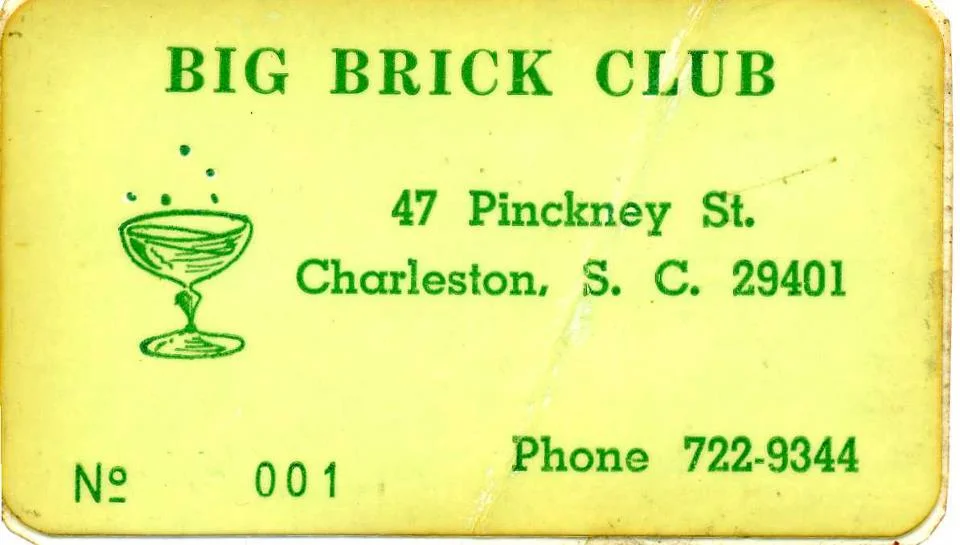 BIG BRICK CLUB
47 Pinckney St.
Charleston, S. C. 29401
Phone 722-9344
Nº 001